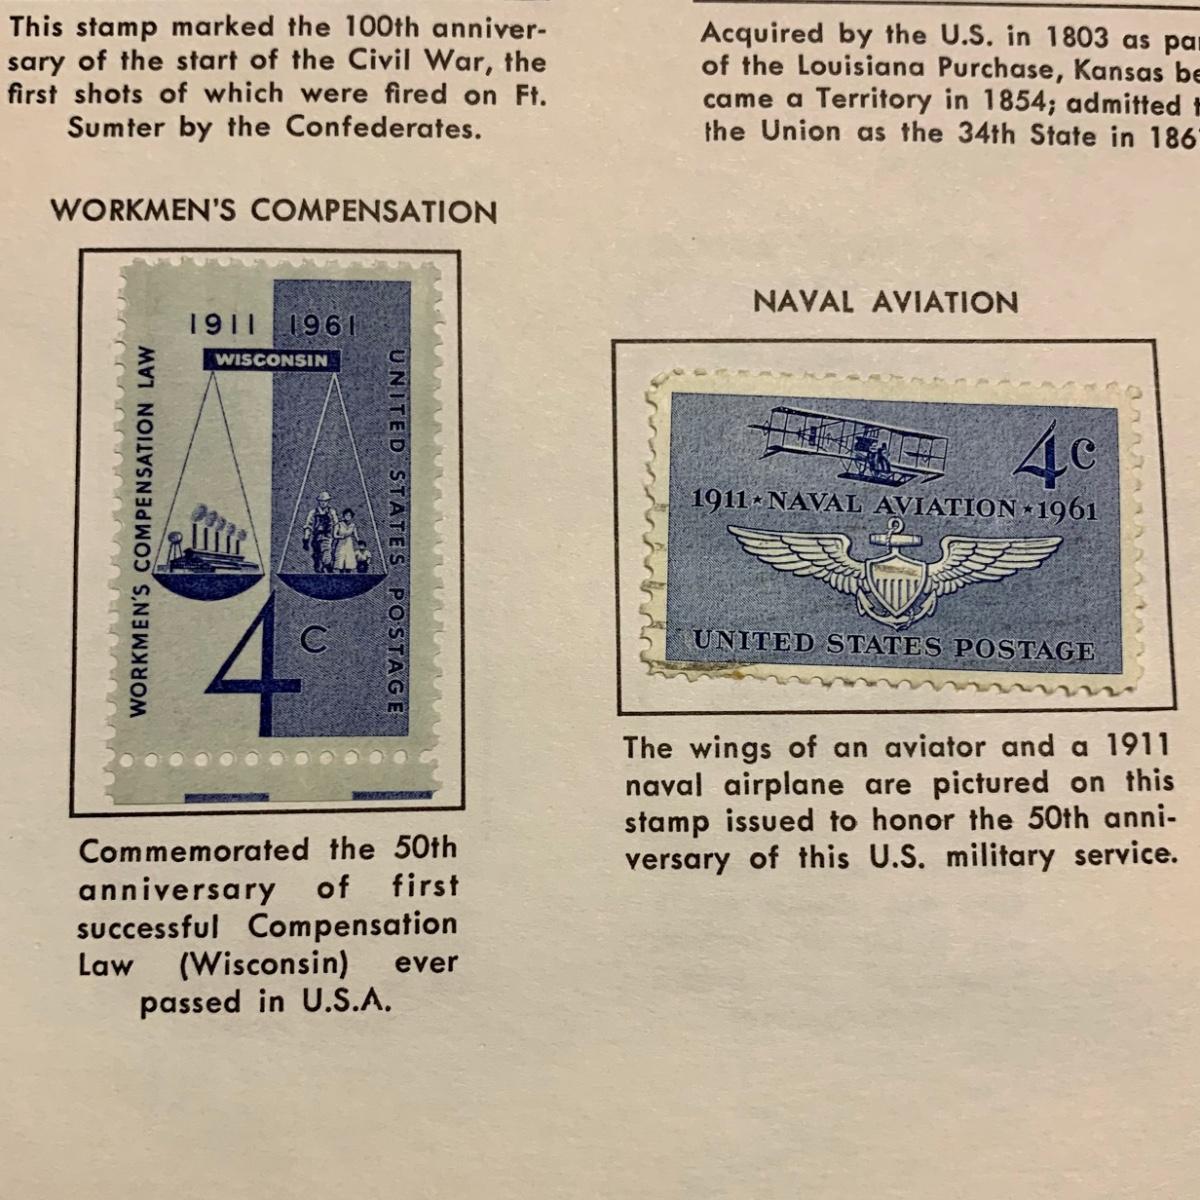 This stamp marked the 100th anniver-
sary of the start of the Civil War, the
first shots of which were fired on Ft.
Sumter by the Confederates.
Acquired by the U.S. in 1803 as
of the Louisiana Purchase, Kansas
came a Territory in 1854; admitted
the Union as the 34th State in
WORKMEN'S COMPENSATION
1911 1961
WISCONSIN
WORKMEN'S COMPENSATION LAW
UNITED STATES POSTAGE
4 C
Commemorated the 50th
anniversary of first
successful Compensation
Law (Wisconsin) ever
passed in U.S.A.
NAVAL AVIATION
4c
1911★NAVAL AVIATION★1961
UNITED STATES POSTAGE
The wings of an aviator and a 1911
naval airplane are pictured on this
stamp issued to honor the 50th anni-
versary of this U.S. military service.